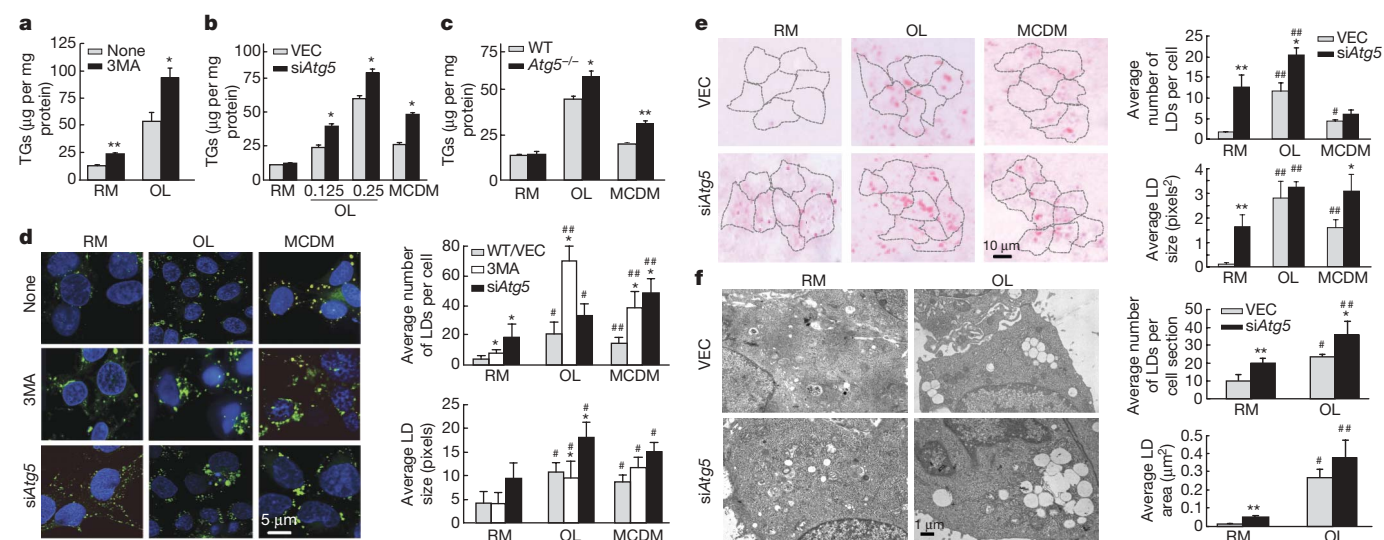 a
None
3MA
TGs (µg per mg
protein)
125
100
75
50
25
0
**
*
RM
OL
b
VEC
siAtg5
TGs (µg per mg
protein)
100
75
50
25
0
*
*
*
RM
0.125
0.25
MCDM
OL
c
WT
Atg5–/–
TGs (µg per mg
protein)
75
50
25
0
*
**
RM
OL
MCDM
d
RM
OL
MCDM
None
3MA
siAtg5
5 µm
Average number
of LDs per cell
80
60
40
20
0
WT/VEC
3MA
siAtg5
*
*
#
##
*
#
##
##
*
##
*
RM
OL
MCDM
Average LD
size (pixels)
25
20
15
10
5
0
#
#
*
#
*
#
#
#
RM
OL
MCDM
e
RM
OL
MCDM
VEC
siAtg5
10 µm
Average
number of
LDs per cell
25
20
15
10
5
0
VEC
siAtg5
**
##
##
*
#
RM
OL
MCDM
Average LD
size (pixels²)
4
3
2
1
0
**
##
##
##
*
RM
OL
MCDM
f
RM
OL
VEC
siAtg5
1 µm
Average number
of LDs per
cell section
50
40
30
20
10
0
VEC
siAtg5
**
#
##
*
RM
OL
Average LD
area (µm²)
0.5
0.4
0.3
0.2
0.1
0
**
#
##
RM
OL